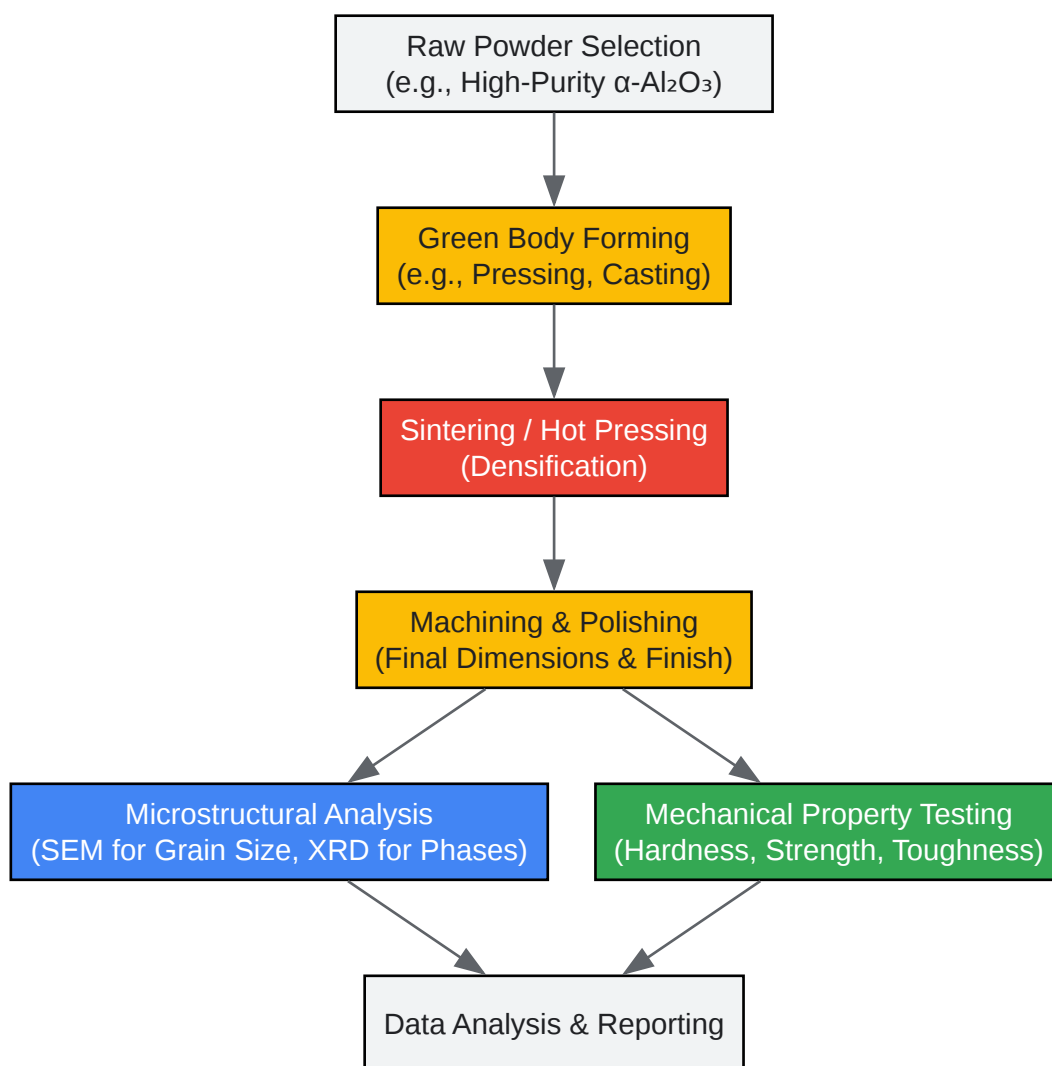 Raw Powder Selection
(e.g., High-Purity α-Al₂O₃)
Green Body Forming
(e.g., Pressing, Casting)
Sintering / Hot Pressing
(Densification)
Machining & Polishing
(Final Dimensions & Finish)
Microstructural Analysis
(SEM for Grain Size, XRD for Phases)
Mechanical Property Testing
(Hardness, Strength, Toughness)
Data Analysis & Reporting